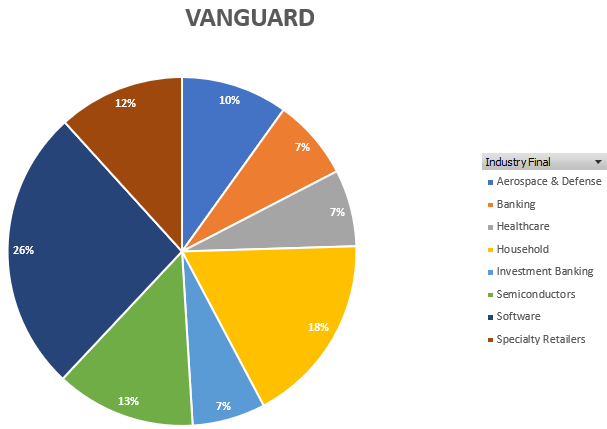 VANGUARD
12%
10%
7%
7%
26%
18%
13%
7%
Industry Final
Aerospace & Defense
Banking
Healthcare
Household
Investment Banking
Semiconductors
Software
Specialty Retailers